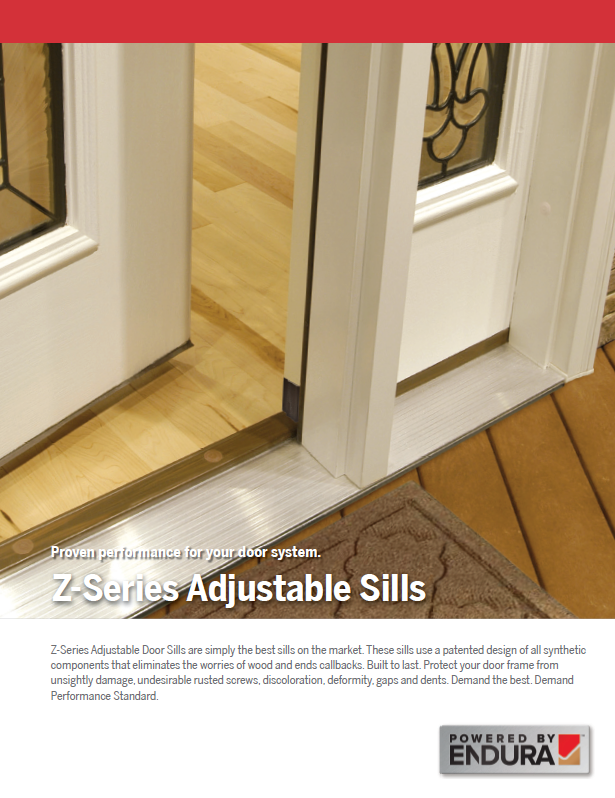 Proven performance for your door system.
Z-Series Adjustable Sills
Z-Series Adjustable Door Sills are simply the best sills on the market. These sills use a patented design of all synthetic
components that eliminates the worries of wood and ends callbacks. Built to last. Protect your door frame from
unsightly damage, undesirable rusted screws, discoloration, deformity, gaps and dents. Demand the best. Demand
Performance Standard.
POWERED BY
ENDURA